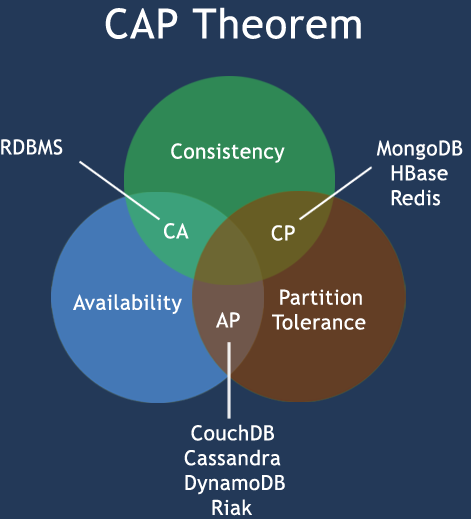 CAP Theorem
Consistency
RDBMS
MongoDB
HBase
Redis
CA
CP
Availability
Partition
Tolerance
AP
CouchDB
Cassandra
DynamoDB
Riak